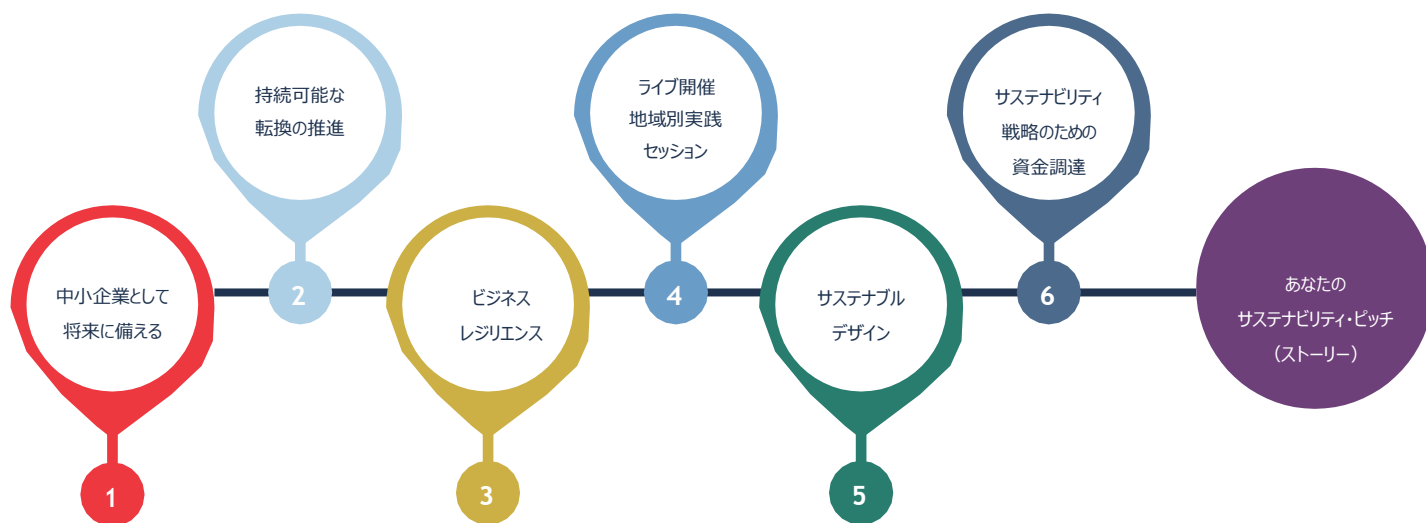 中小企業として
将来に備える
1
持続可能な
転換の推進
2
ビジネス
レジリエンス
3
ライブ開催
地域別実践
セッション
4
サステナブル
デザイン
5
サステナビリティ
戦略のための
資金調達
6
あなたの
サステナビリティ・ピッチ
（ストーリー）